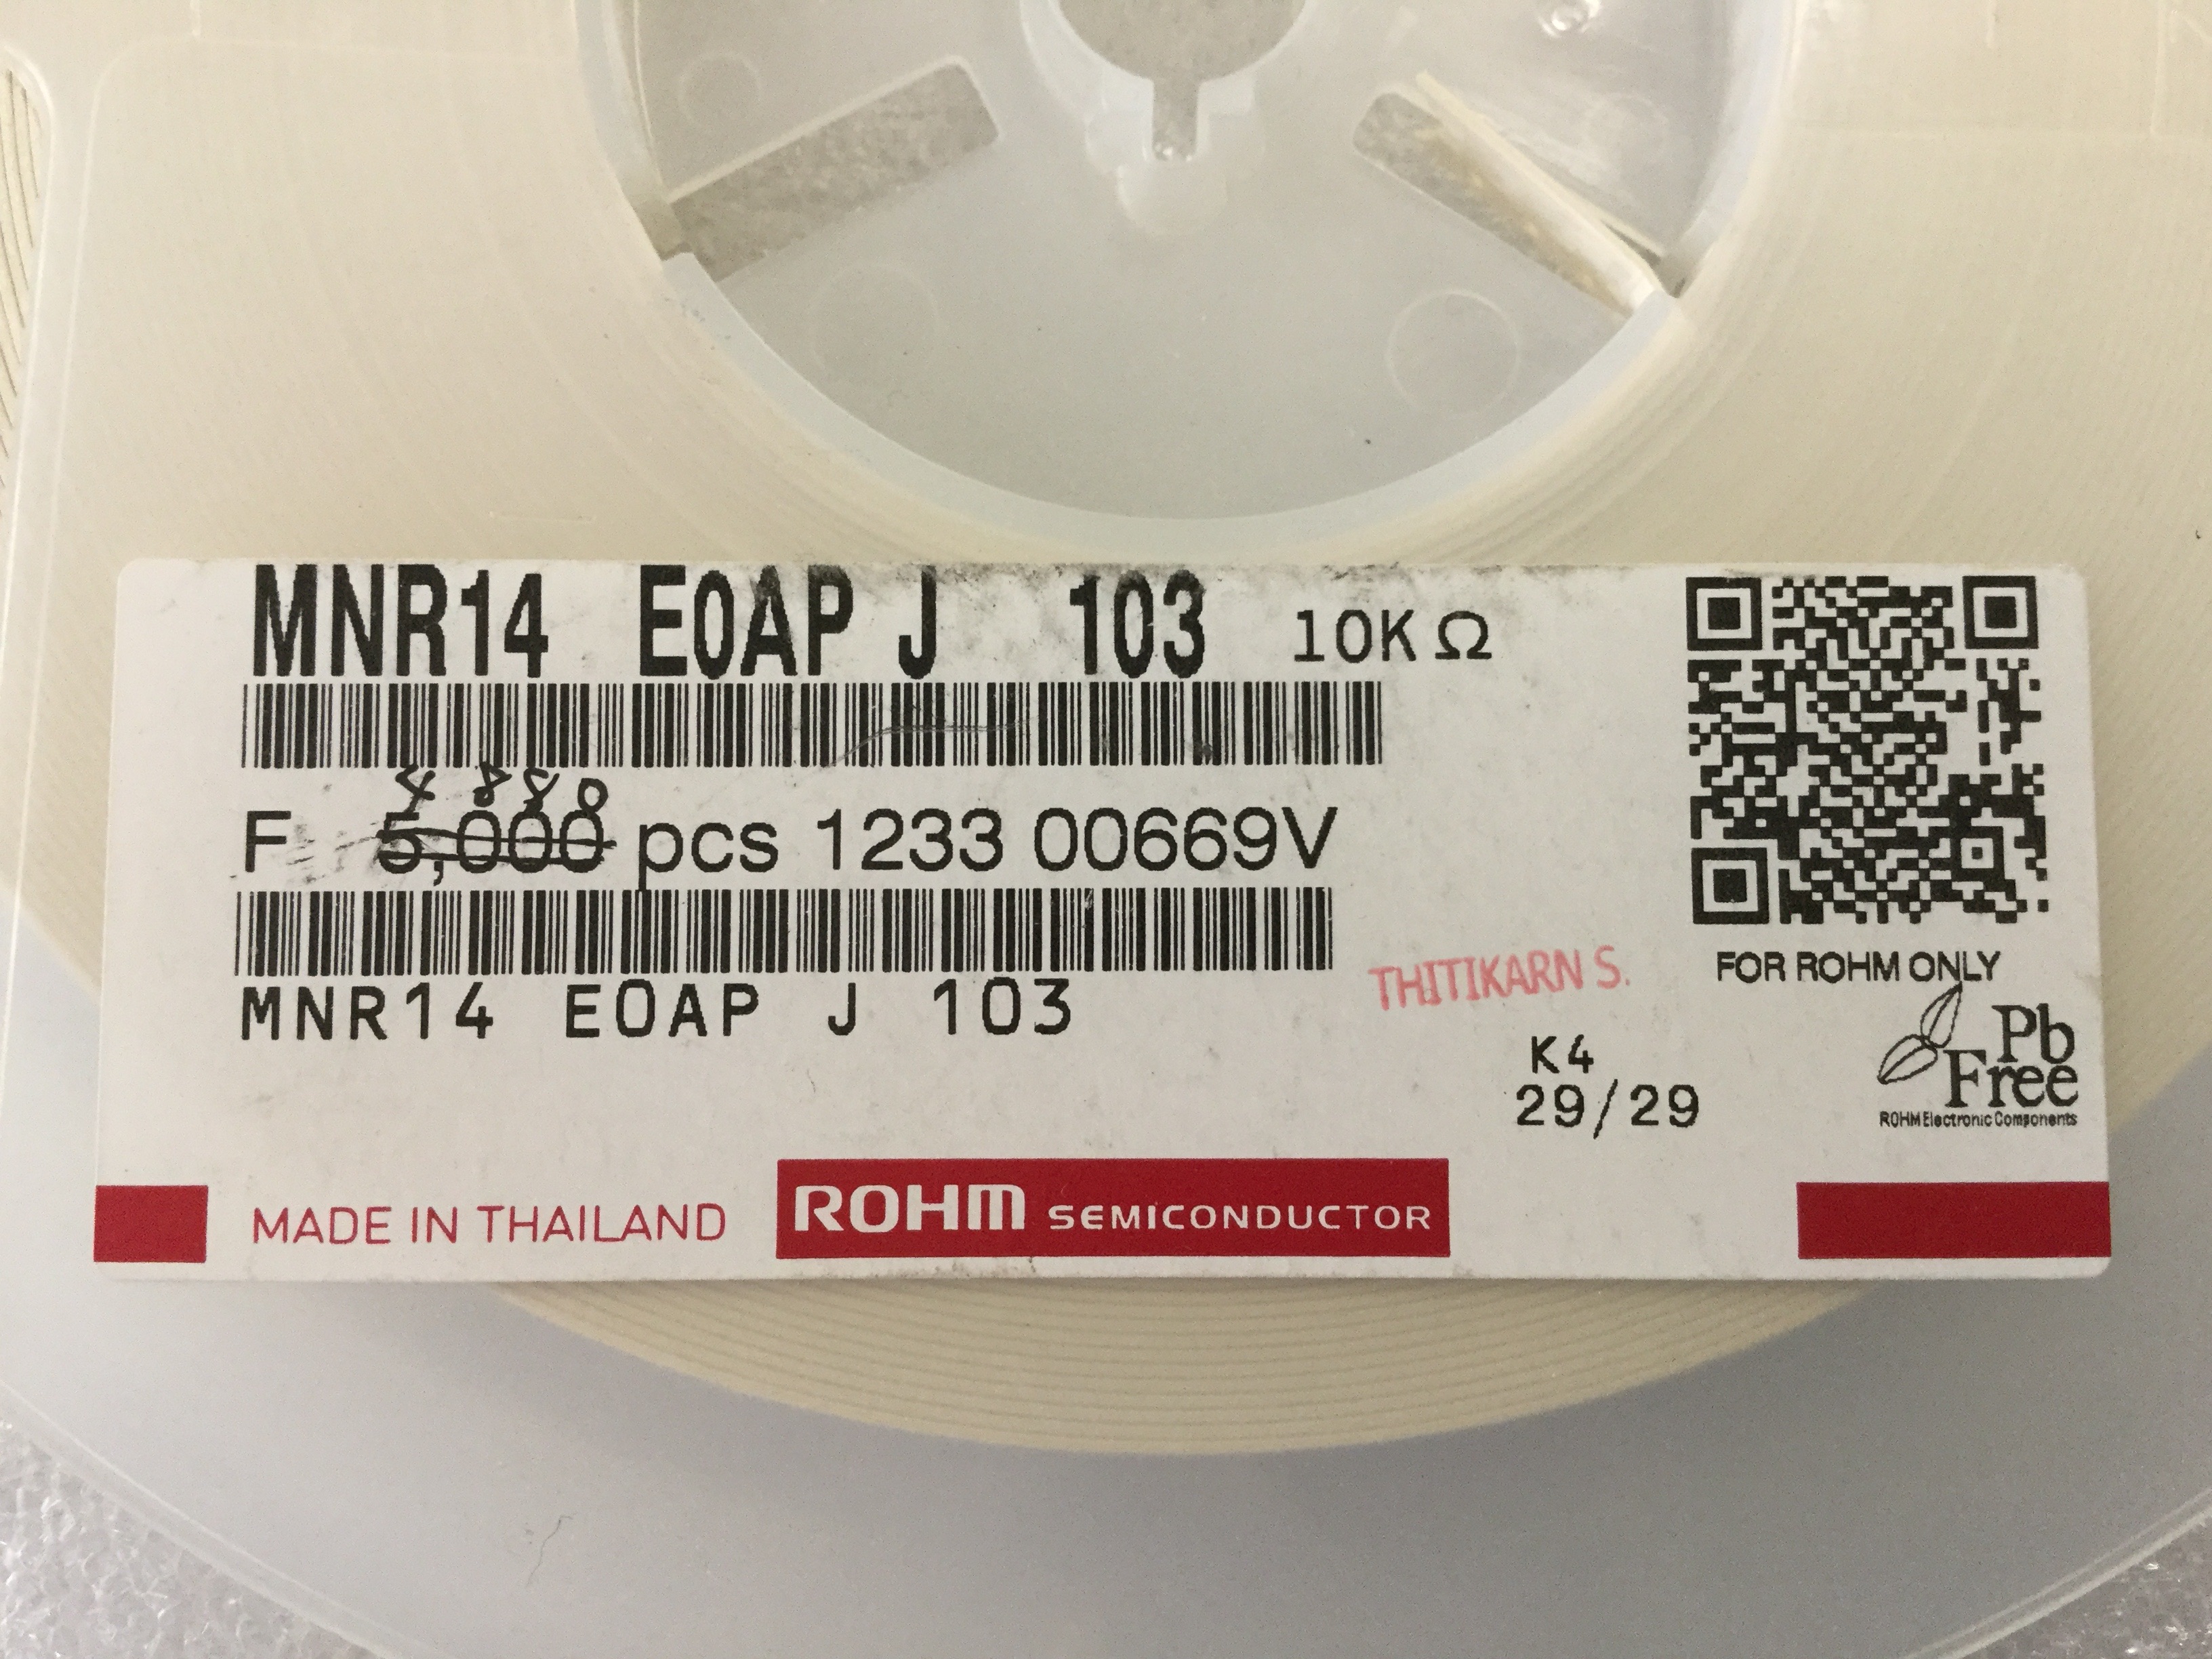 MNR14 E0AP J 103 10KΩ
4880
F 5,000 pcs 1233 00669V
MNR14 E0AP J 103
THITIKARN S.
K4
29/29
FOR ROHM ONLY
Pb
Free
ROHM Electronic Components
MADE IN THAILAND
ROHM SEMICONDUCTOR